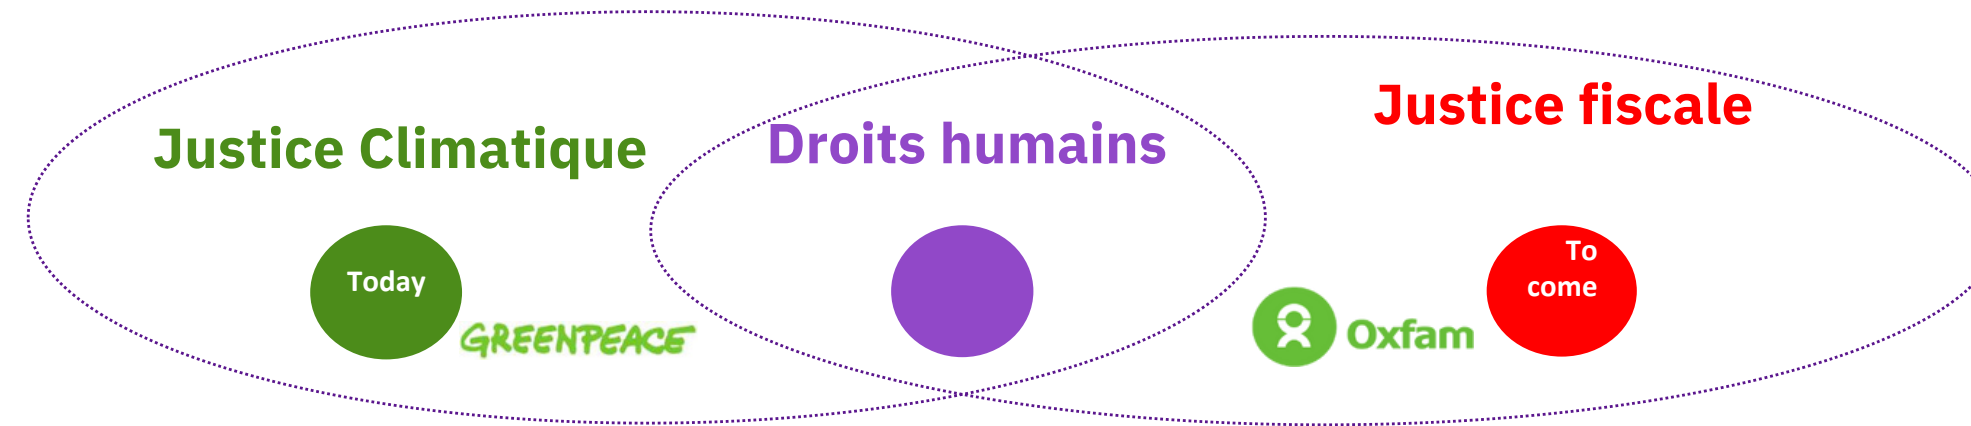 Justice Climatique
Droits humains
Justice fiscale
Today
GREENPEACE
Oxfam
To
come